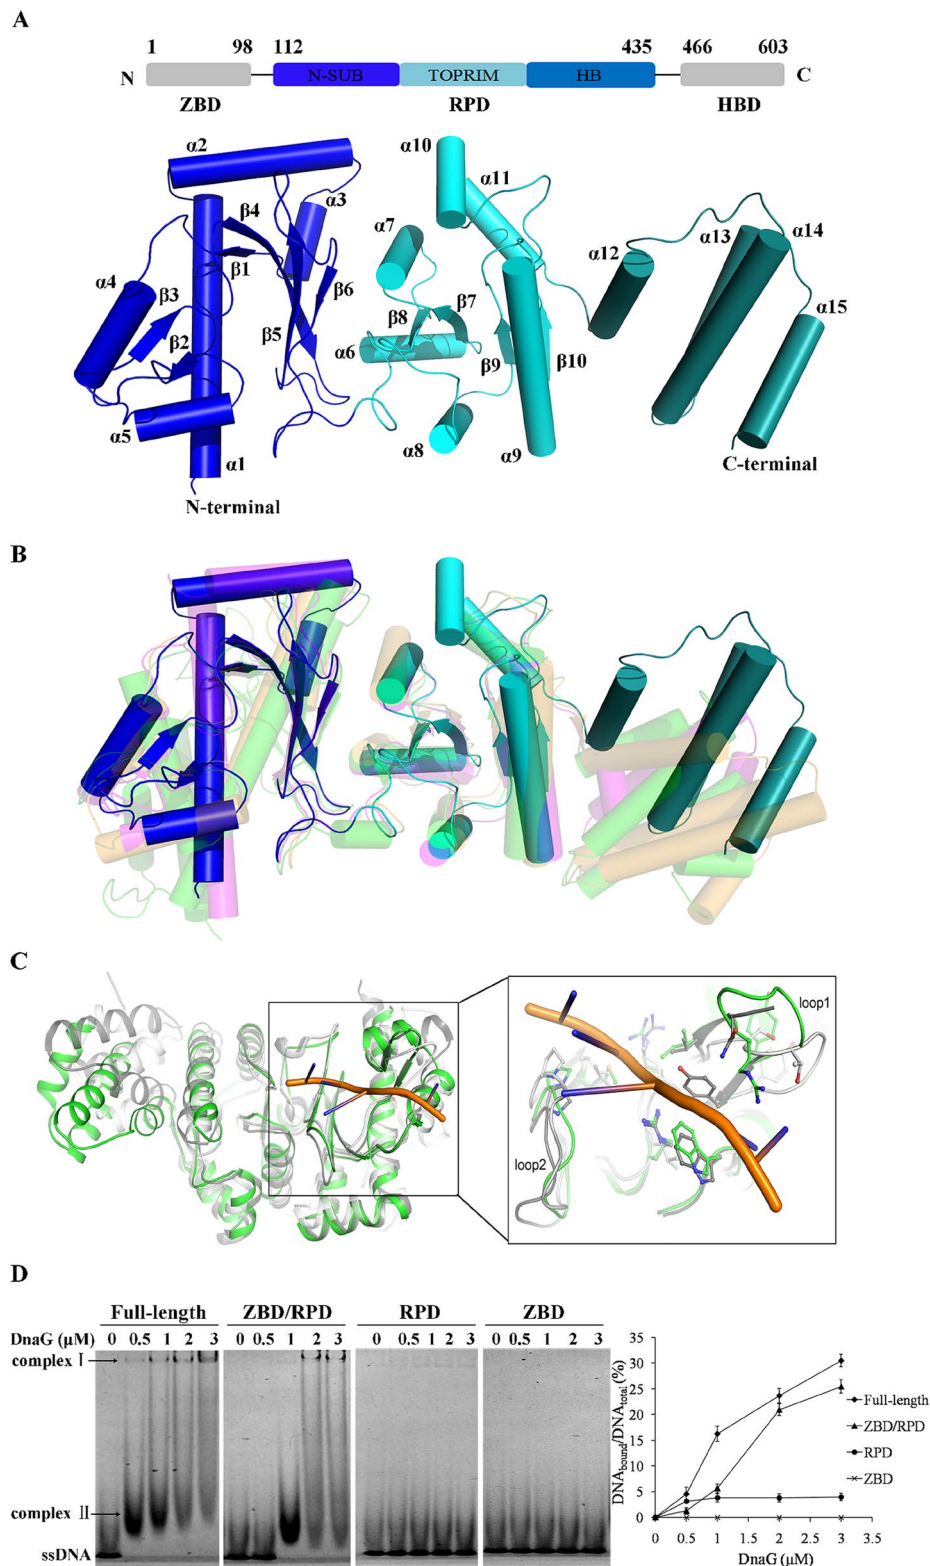 A
1 98 112 435 466 603
N N-SUB TOPRIM HB C
ZBD RPD HBD
α2 α10
α11
α3
β4 α7 α13 α14
α12
β1
α4 β6
β3 β7 α15
β5 β8
β2 α6
β9 β10
α5 α8 α9
α1 C-terminal
N-terminal
B
C
loop1
loop2
D
Full-length ZBD/RPD RPD ZBD
DnaG (μM) 0 0.5 1 2 3 0 0.5 1 2 3 0 0.5 1 2 3 0 0.5 1 2 3
complex Ⅰ
complex Ⅱ
ssDNA
DNAbound/DNAtotal (%)
35
30
25
20
15
10
5
0
0 0.5 1 1.5 2 2.5 3 3.5
DnaG (μM)
Full-length
ZBD/RPD
RPD
ZBD